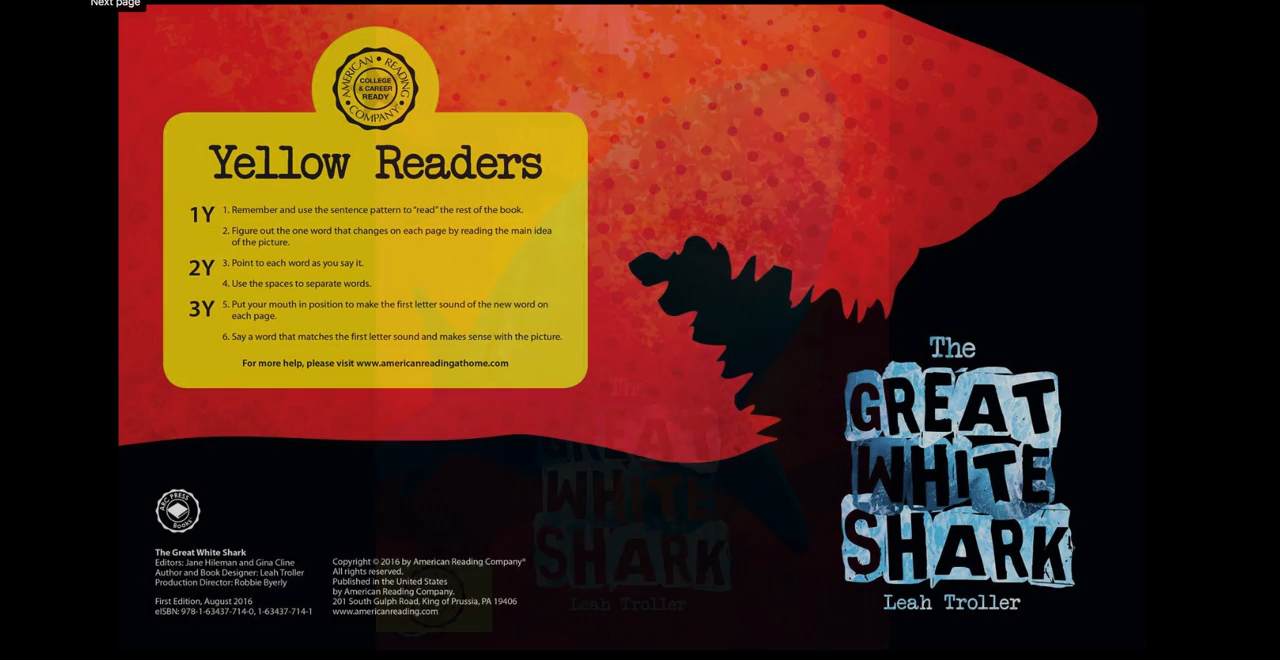 Next page
AMERICAN • READING
COLLEGE
& CAREER
READY
• COMPANY •
Yellow Readers
1Y 1. Remember and use the sentence pattern to “read” the rest of the book.
2. Figure out the one word that changes on each page by reading the main idea
of the picture.
2Y 3. Point to each word as you say it.
4. Use the spaces to separate words.
3Y 5. Put your mouth in position to make the first letter sound of the new word on
each page.
6. Say a word that matches the first letter sound and makes sense with the picture.
For more help, please visit www.americanreadingathome.com
The
GREAT
WHITE
SHARK
Leah Troller
The
GREAT
WHITE
SHARK
Leah Troller
ARC PRESS
Books
The Great White Shark
Editors: Jane Hileman and Gina Cline
Author and Book Designer: Leah Troller
Production Director: Robbie Byerly
First Edition, August 2016
eISBN: 978-1-63437-714-0, 1-63437-714-1
Copyright © 2016 by American Reading Company®
All rights reserved.
Published in the United States
by American Reading Company.
201 South Gulph Road, King of Prussia, PA 19406
www.americanreading.com